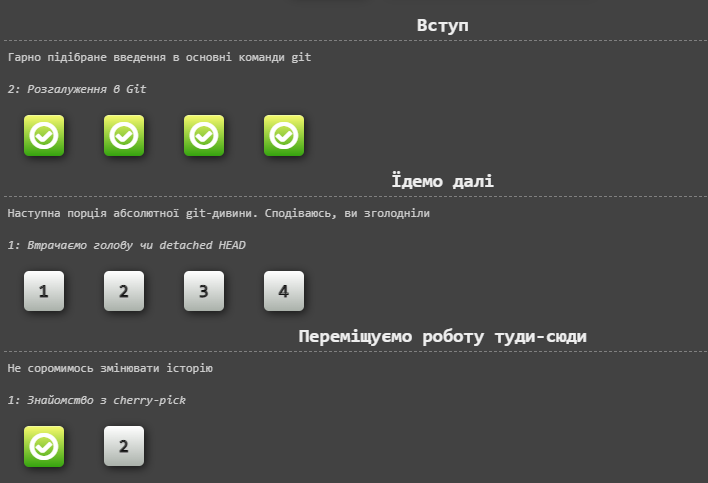 Вступ
Гарно підібране введення в основні команди git
2: Розгалуження в Git
Їдемо далі
Наступна порція абсолютної git-дивини. Сподіваюсь, ви зголодніли
1: Втрачаємо голову чи detached HEAD
1 2 3 4
Переміщуємо роботу туди-сюди
Не соромимось змінювати історію
1: Знайомство з cherry-pick
2